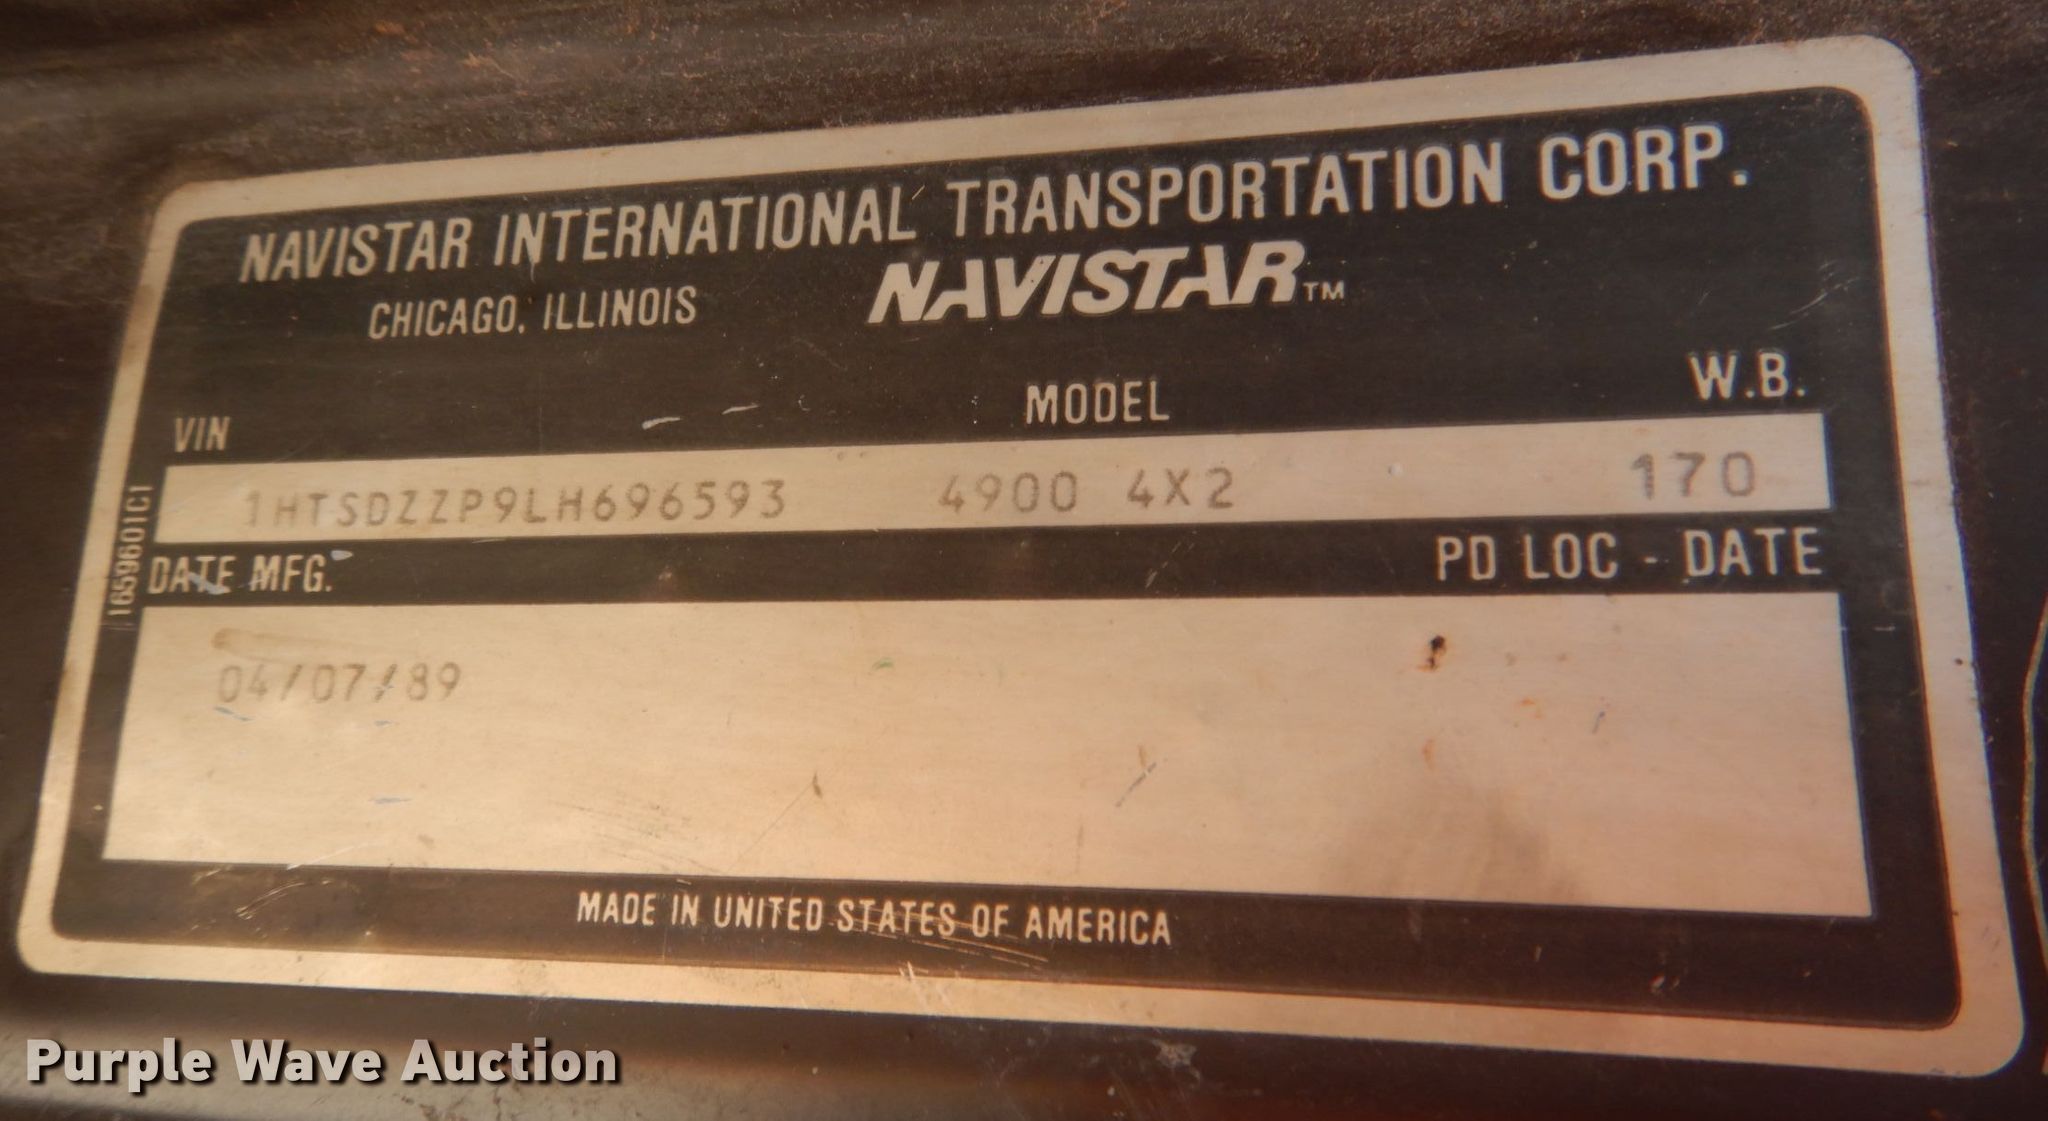 NAVISTAR INTERNATIONAL TRANSPORTATION CORP.
CHICAGO, ILLINOIS NAVISTAR™
VIN MODEL W.B.
1HTSDZZP9LH696593 4900 4X2 170
1659601C1
DATE MFG. PD LOC - DATE
04/07/89
MADE IN UNITED STATES OF AMERICA
Purple Wave Auction